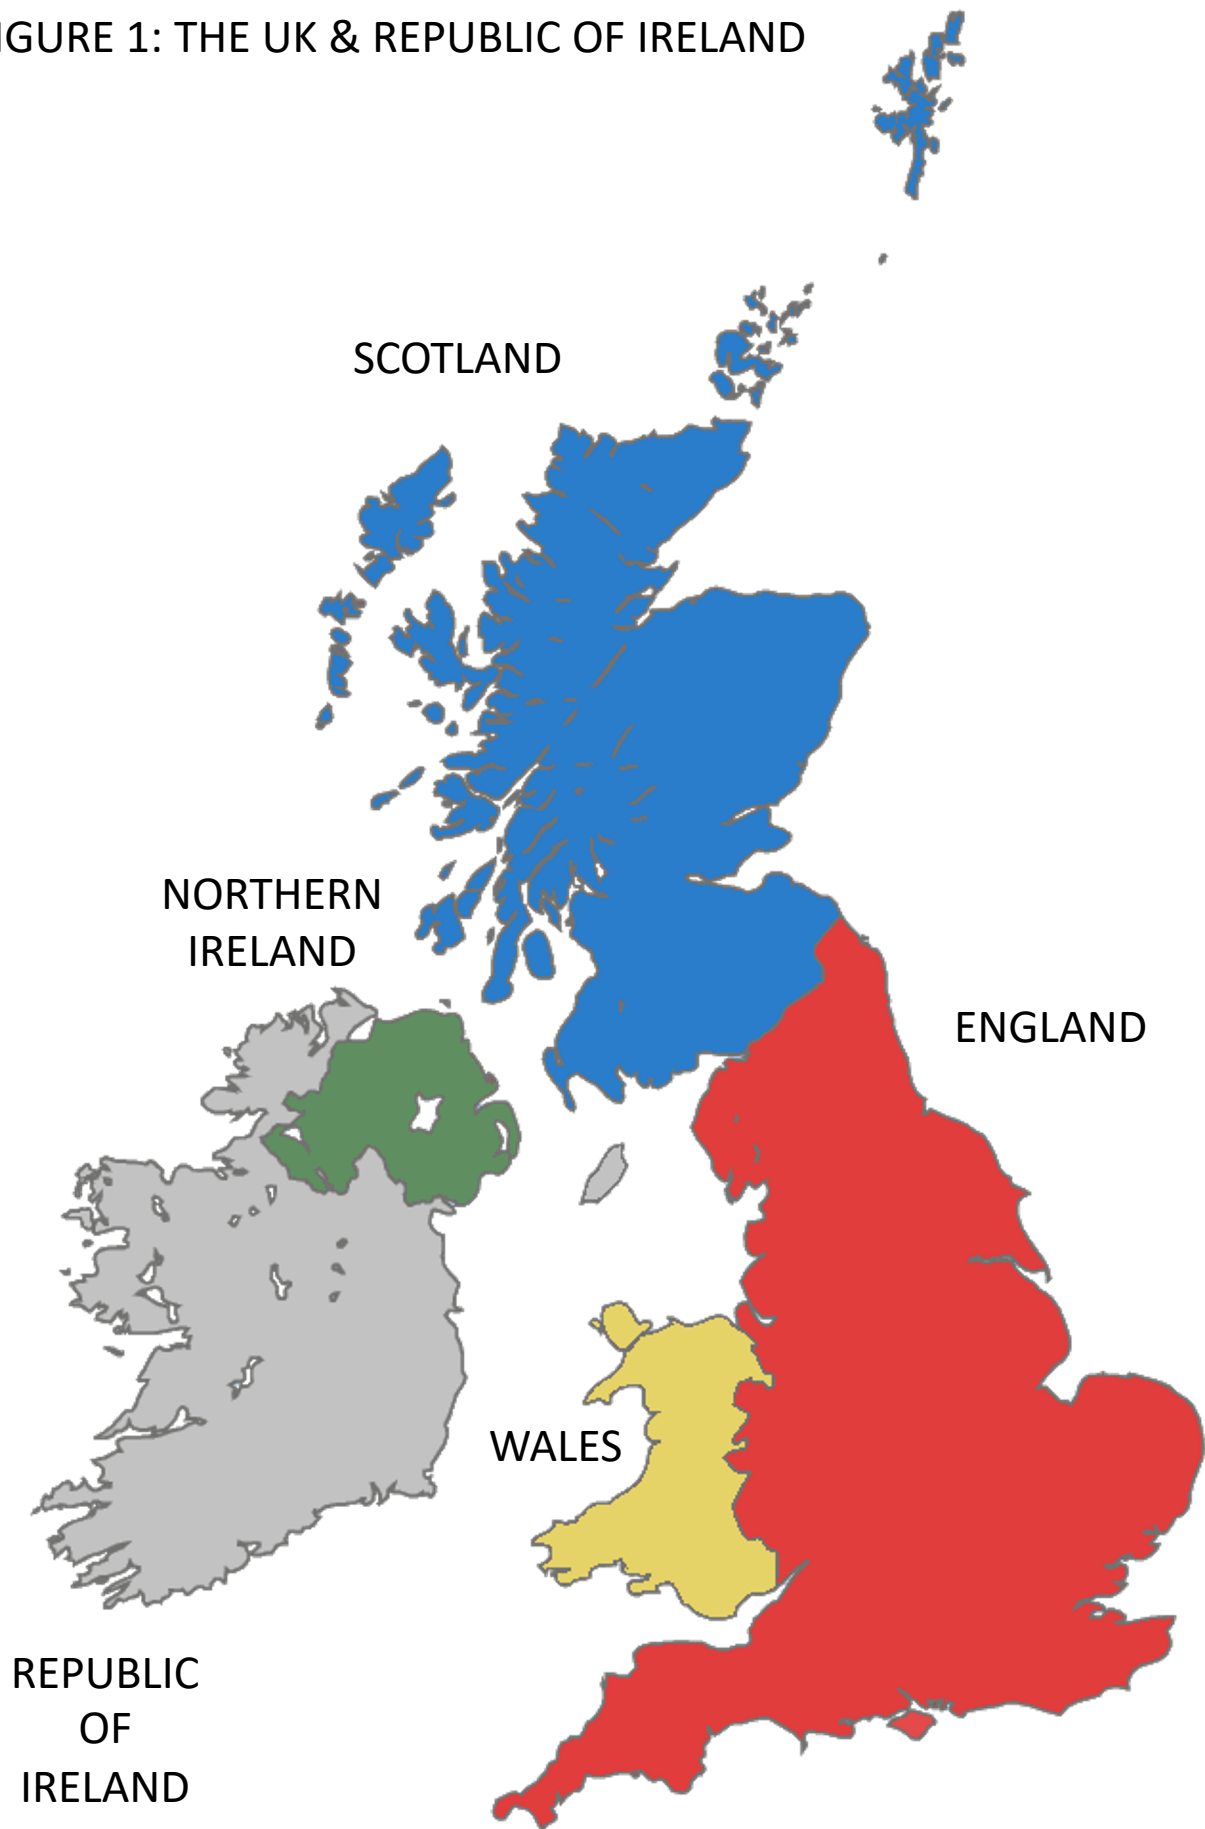 IGURE 1: THE UK & REPUBLIC OF IRELAND
SCOTLAND
NORTHERN
IRELAND
ENGLAND
WALES
REPUBLIC
OF
IRELAND